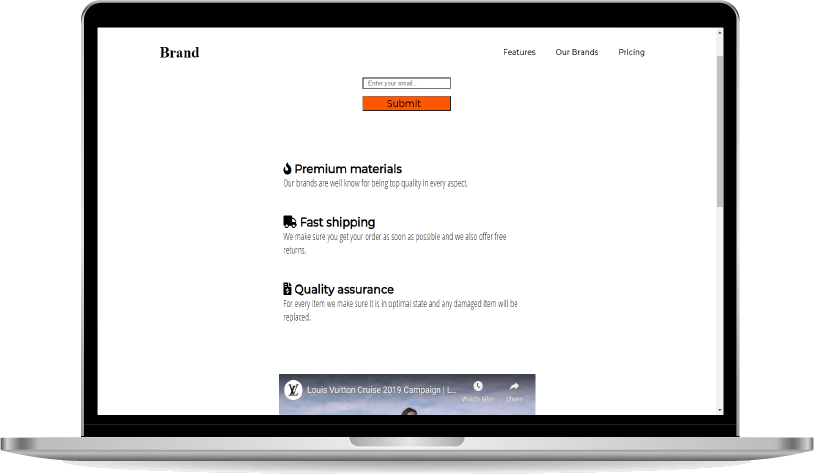 Brand
Features Our Brands Pricing
Enter your email...
Submit
Premium materials
Our brands are well know for being top quality in every aspect.
Fast shipping
We make sure you get your order as soon as possible and we also offer free
returns.
Quality assurance
For every item we make sure it is in optimal state and any damaged item will be
replaced.
LV Louis Vuitton Cruise 2019 Campaign | L...
Watch later Share